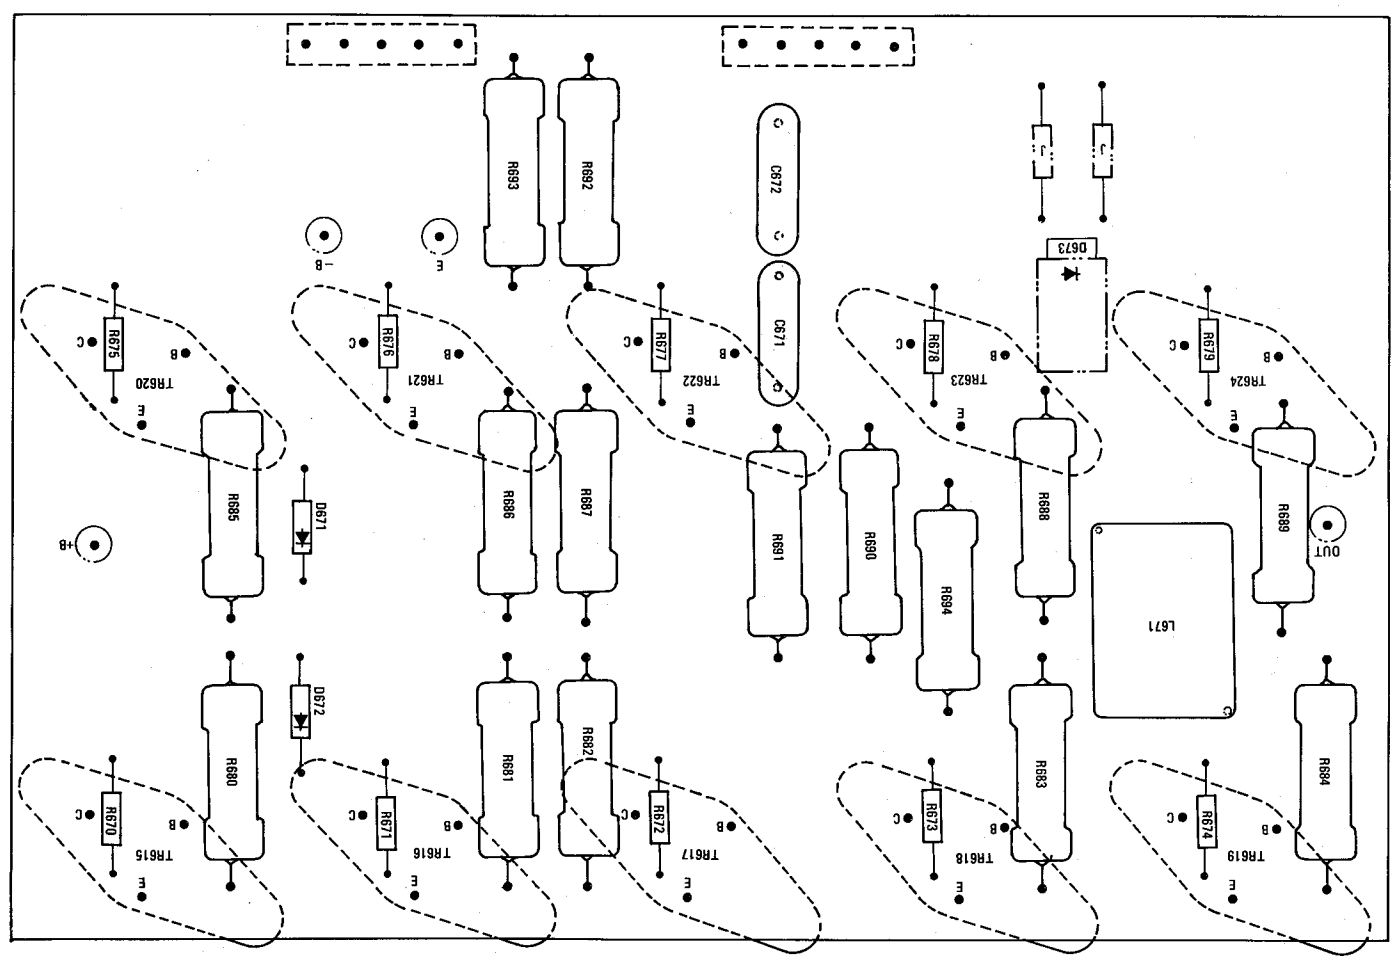 R693
R692
C672
J
J
-B
E
D673
C
R675
B
TR620
E
C
R676
B
TR621
E
C
R677
B
TR622
E
C671
C
R678
B
TR623
E
C
R679
B
TR624
E
R685
D671
R686
R687
R691
R690
R694
R688
R689
OUT
+B
L671
R680
D672
R681
R682
R683
R684
C
R670
B
TR615
E
C
R671
B
TR616
E
C
R672
B
TR617
E
C
R673
B
TR618
E
C
R674
B
TR619
E